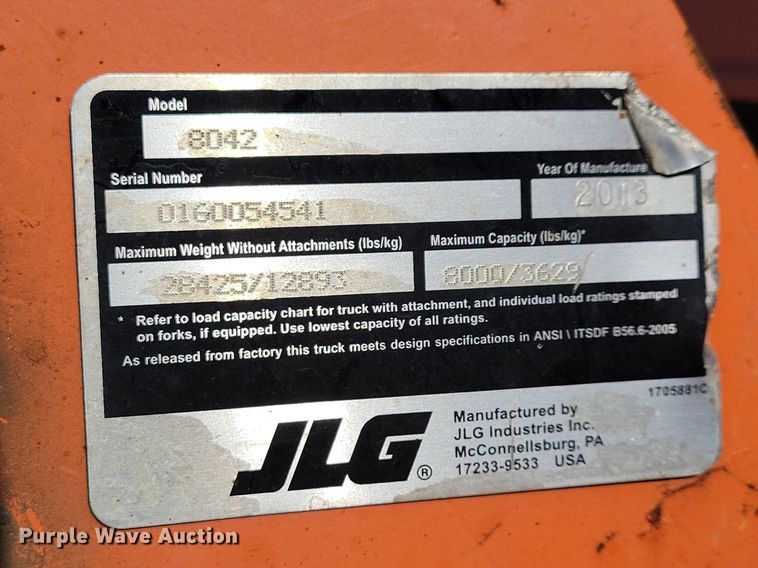 Model
8042
Serial Number
Year Of Manufacture
0160054541
2013
Maximum Weight Without Attachments (lbs/kg)
Maximum Capacity (lbs/kg)*
28425/12893
8000/3629
* Refer to load capacity chart for truck with attachment, and individual load ratings stamped
on forks, if equipped. Use lowest capacity of all ratings.
As released from factory this truck meets design specifications in ANSI \ ITSDF B56.6-2005
1705881C
JLG®
Manufactured by
JLG Industries Inc.
McConnellsburg, PA
17233-9533 USA
Purple Wave Auction